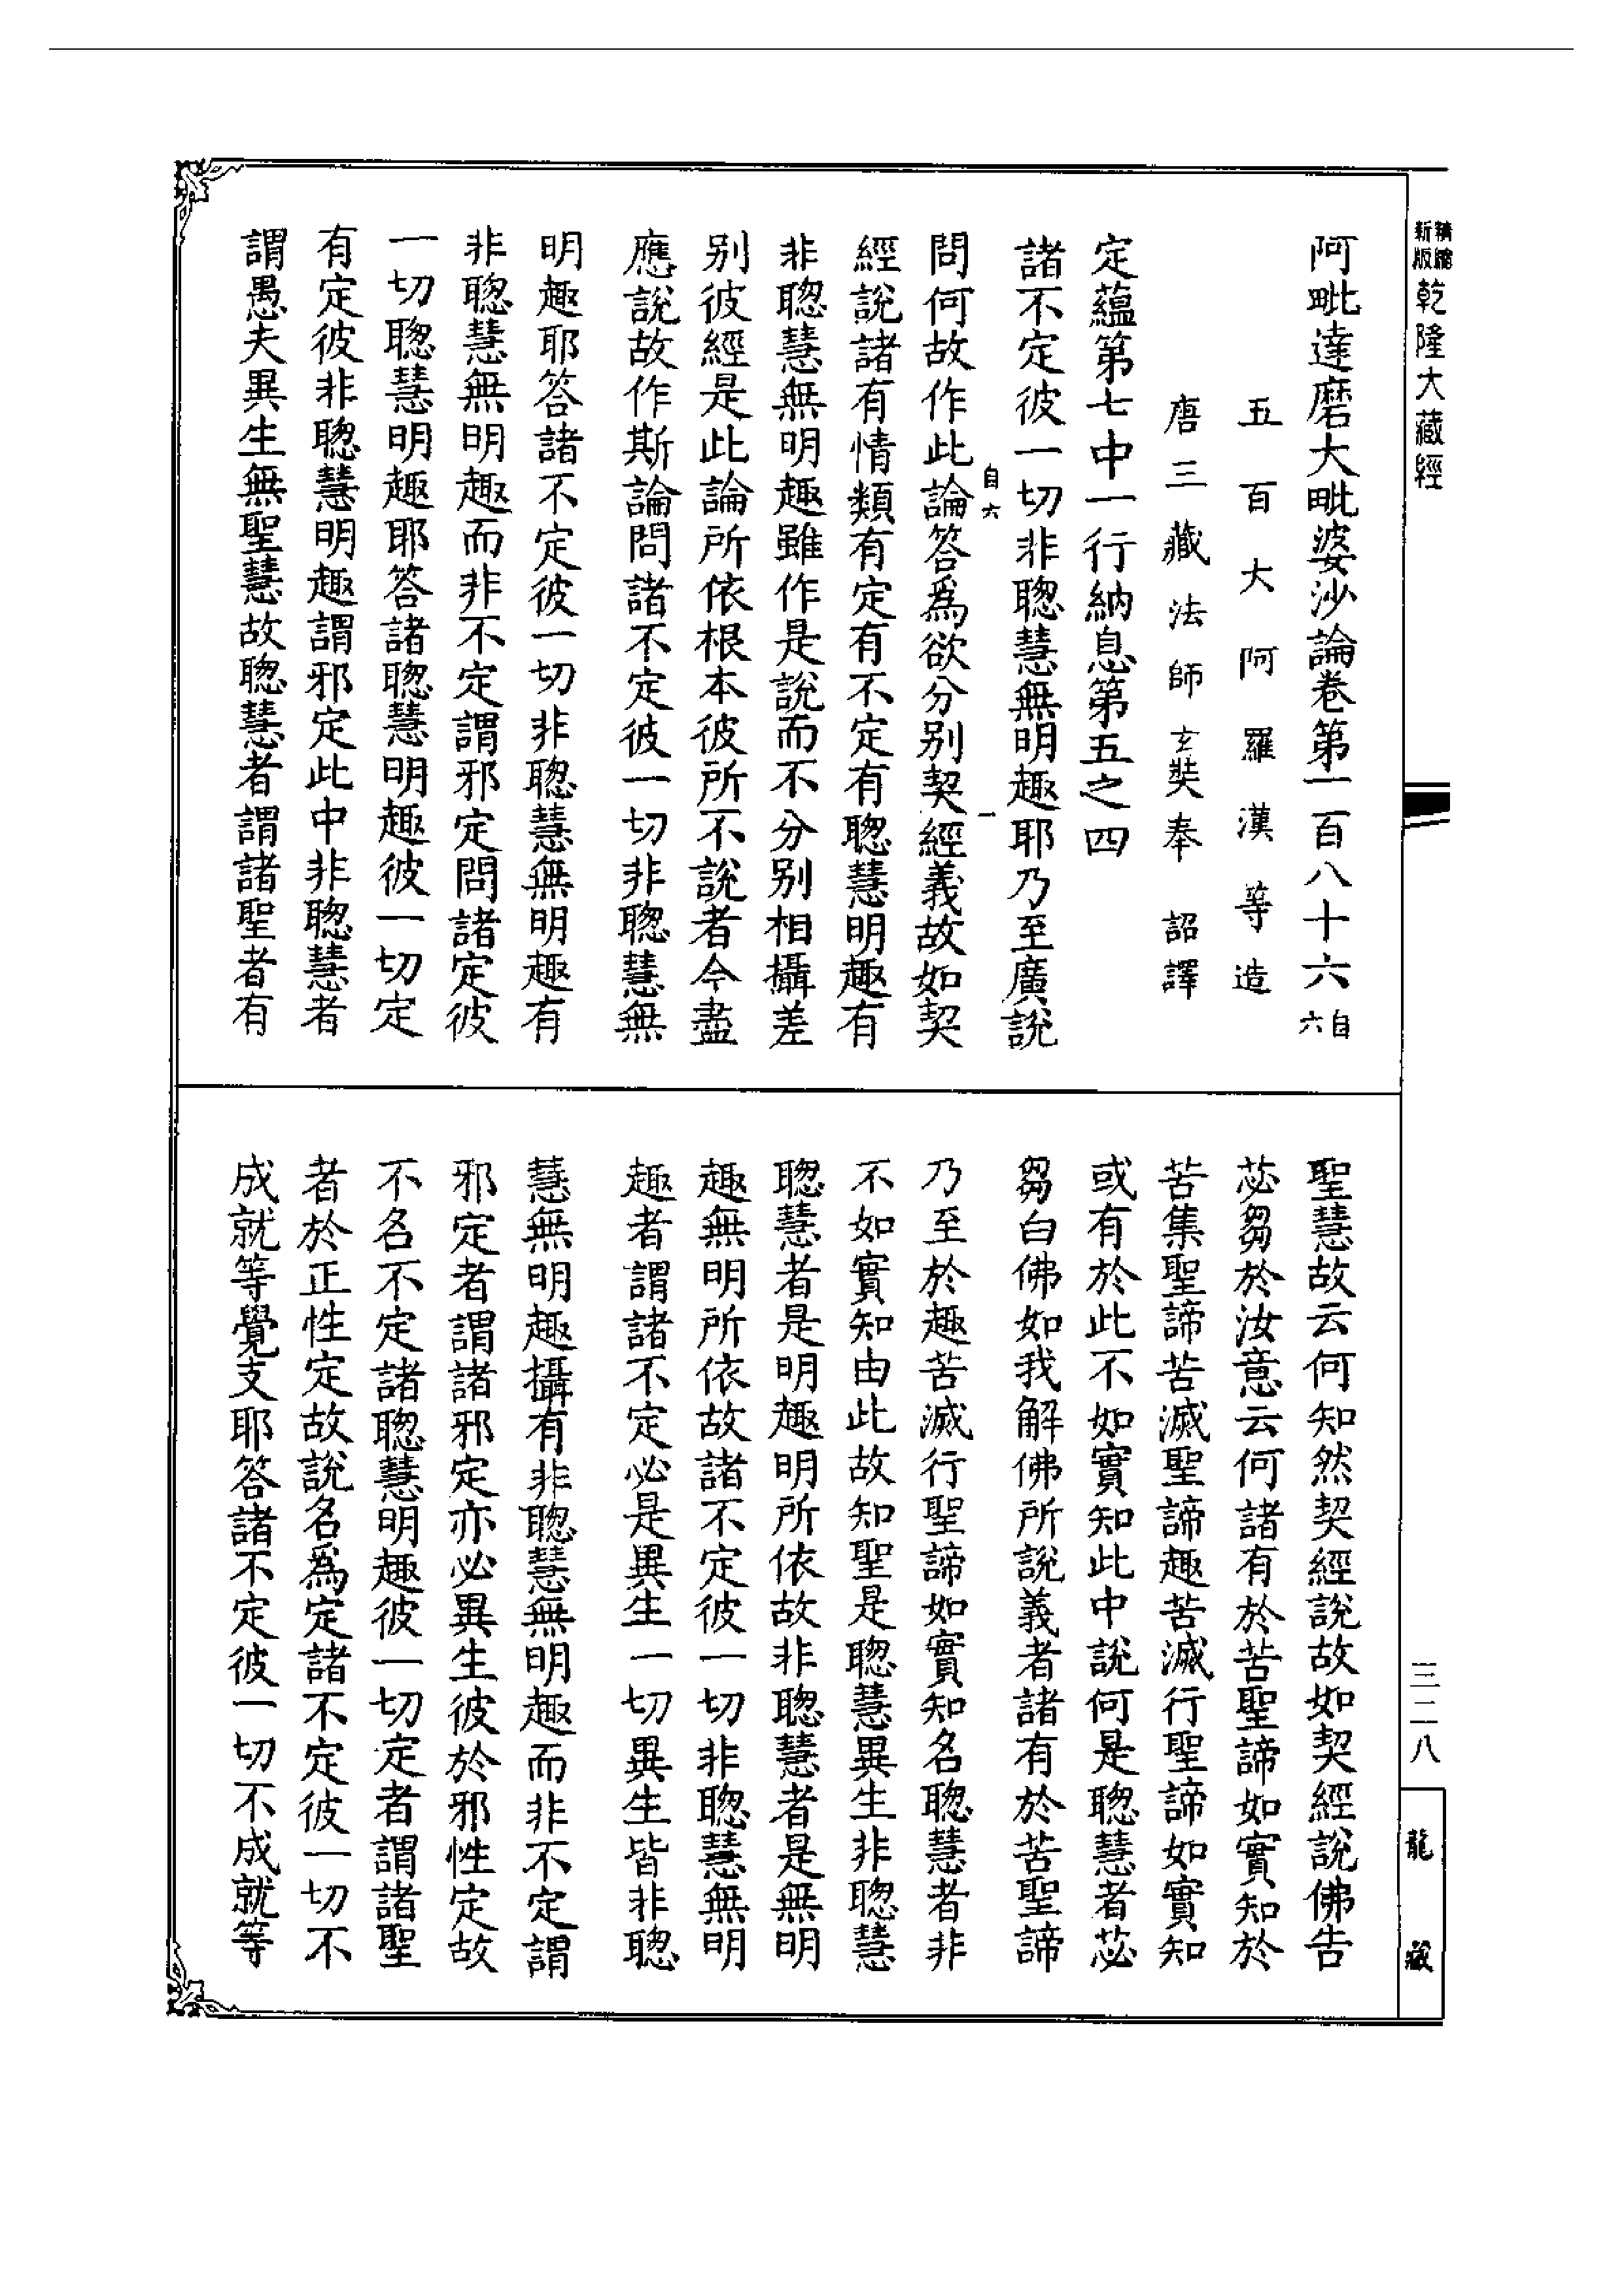 新版精縮乾隆大藏經
阿毗達磨大毗婆沙論卷第一百八十六自六
五百大阿羅漢等造
唐三藏法師玄奘奉 詔譯
定蘊第七中一行納息第五之四
諸不定彼一切非聰慧無明趣耶乃至廣說
自六 一
問何故作此論答爲欲分別契經義故如契
經說諸有情類有定有不定有聰慧明趣有
非聰慧無明趣雖作是說而不分別相攝差
別彼經是此論所依根本彼所不說者今盡
應說故作斯論問諸不定彼一切非聰慧無
明趣耶答諸不定彼一切非聰慧無明趣有
非聰慧無明趣而非不定謂邪定問諸定彼
一切聰慧明趣耶答諸聰慧明趣彼一切定
有定彼非聰慧明趣謂邪定此中非聰慧者
謂愚夫異生無聖慧故聰慧者謂諸聖者有
聖慧故云何知然契經說故如契經說佛告
苾芻於汝意云何諸有於苦聖諦如實知於
苦集聖諦苦滅聖諦趣苦滅行聖諦如實知
或有於此不如實知此中說何是聰慧者苾
芻白佛如我解佛所說義者諸有於苦聖諦
乃至於趣苦滅行聖諦如實知名聰慧者非
不如實知由此故知聖是聰慧異生非聰慧
聰慧者是明趣明所依故非聰慧者是無明
趣無明所依故諸不定彼一切非聰慧無明
趣者謂諸不定必是異生一切異生皆非聰
慧無明趣攝有非聰慧無明趣而非不定謂
邪定者謂諸邪定亦必異生彼於邪性定故
不名不定諸聰慧明趣彼一切定者謂諸聖
者於正性定故說名爲定諸不定彼一切不
成就等覺支耶答諸不定彼一切不成就等
三二八
龍藏